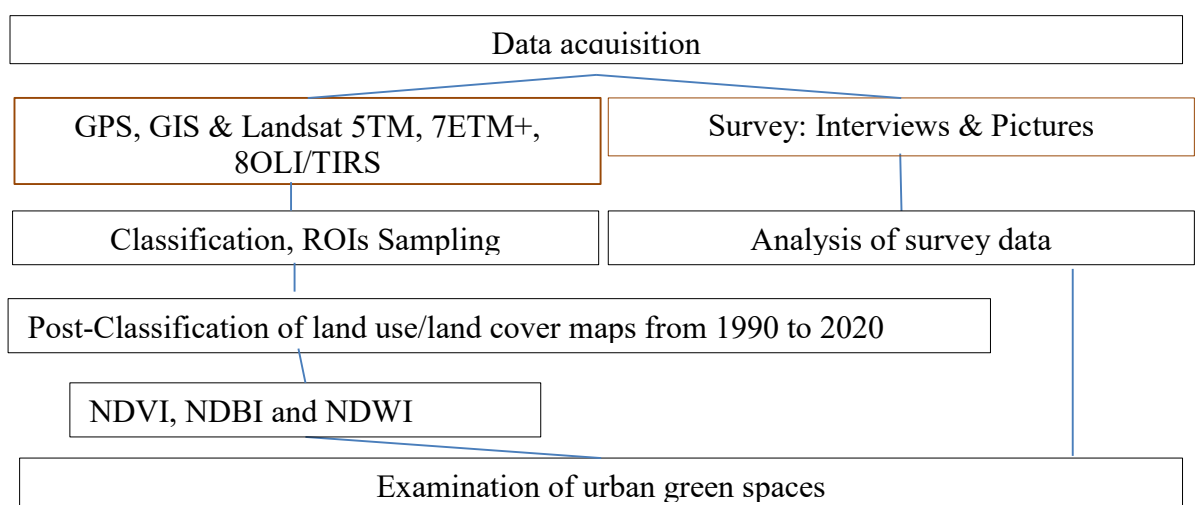 Data acquisition
GPS, GIS & Landsat 5TM, 7ETM+,
8OLI/TIRS
Survey: Interviews & Pictures
Classification, ROIs Sampling
Analysis of survey data
Post-Classification of land use/land cover maps from 1990 to 2020
NDVI, NDBI and NDWI
Examination of urban green spaces